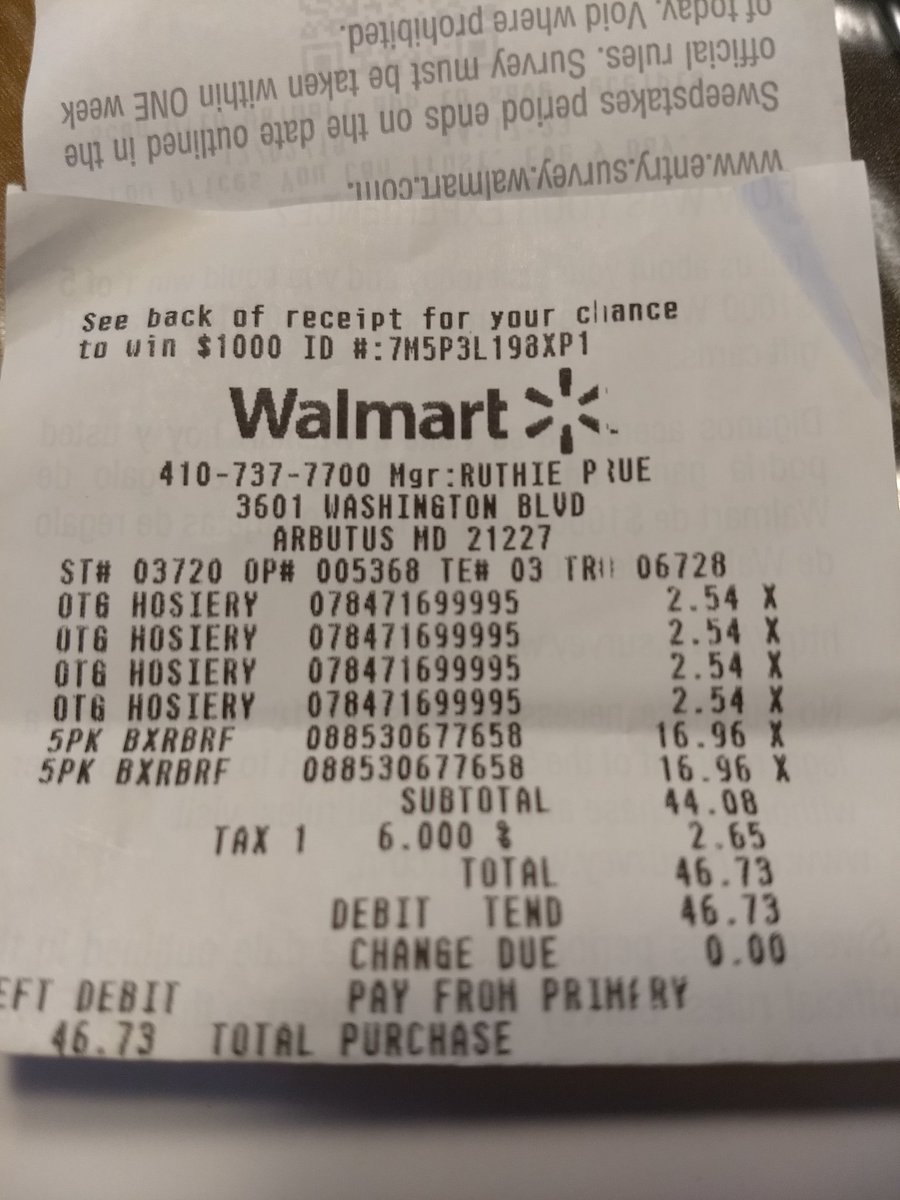 www.entry.survey.walmart.com.
Sweepstakes period ends on the date outlined in the
official rules. Survey must be taken within ONE week
of today. Void where prohibited.
See back of receipt for your chance
to win $1000 ID #:7M5P3L198XP1
Walmart
410-737-7700 Mgr:RUTHIE PRUE
3601 WASHINGTON BLVD
ARBUTUS MD 21227
ST# 03720 OP# 005368 TE# 03 TR# 06728
OTG HOSIERY 078471699995 2.54 X
OTG HOSIERY 078471699995 2.54 X
OTG HOSIERY 078471699995 2.54 X
OTG HOSIERY 078471699995 2.54 X
5PK BXRBRF 088530677658 16.96 X
5PK BXRBRF 088530677658 16.96 X
SUBTOTAL 44.08
TAX 1 6.000 % 2.65
TOTAL 46.73
DEBIT TEND 46.73
CHANGE DUE 0.00
EFT DEBIT PAY FROM PRIMARY
46.73 TOTAL PURCHASE